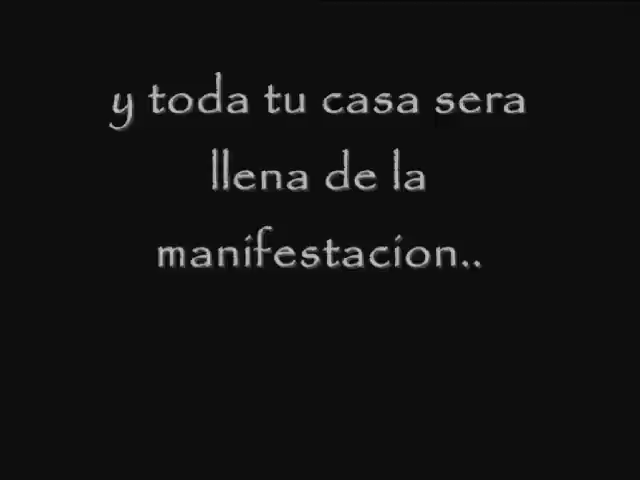 y toda tu casa sera
llena de la
manifestacion..